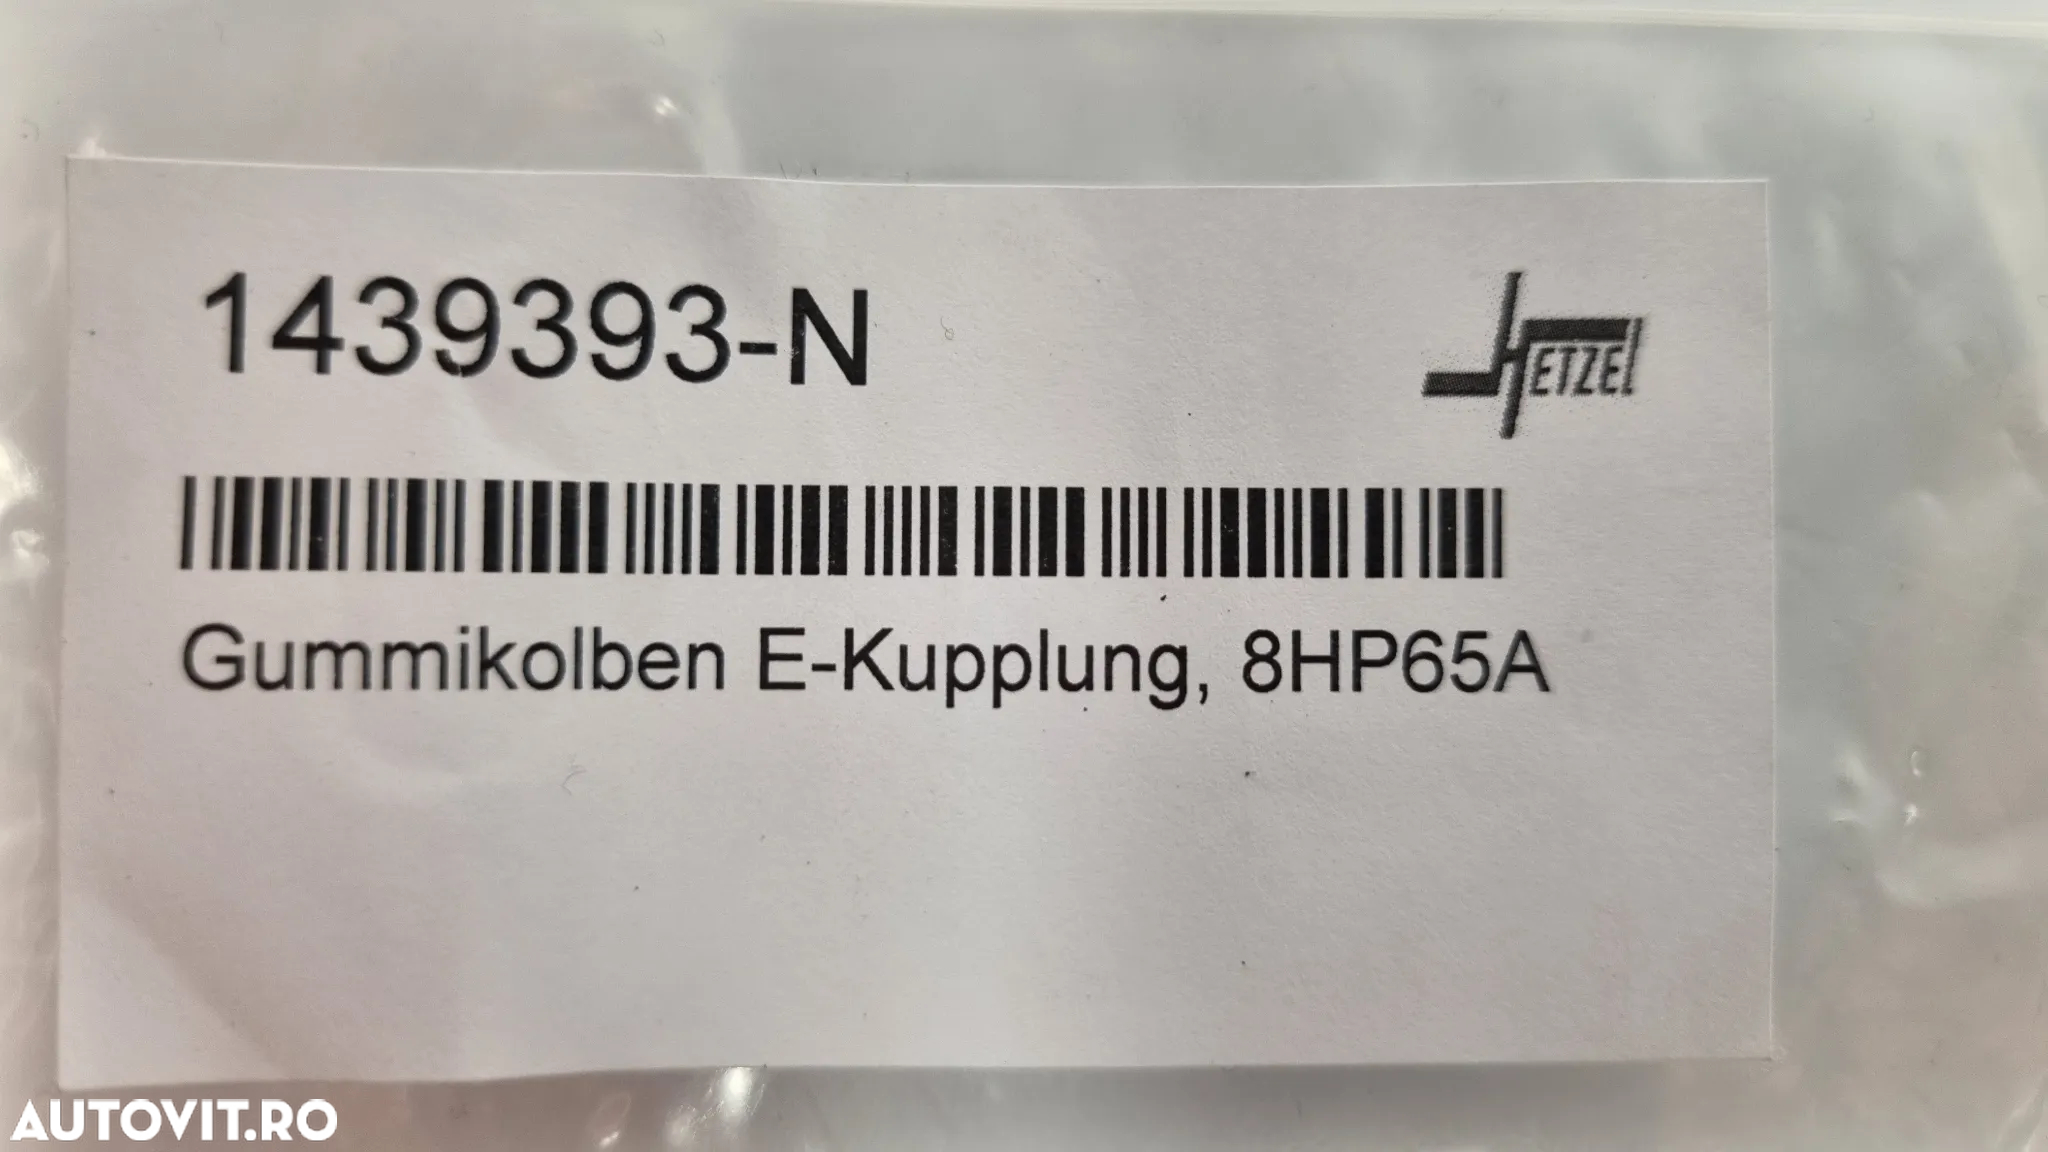 1439393-N
HETZEL
Gummikolben E-Kupplung, 8HP65A
AUTOVIT.RO